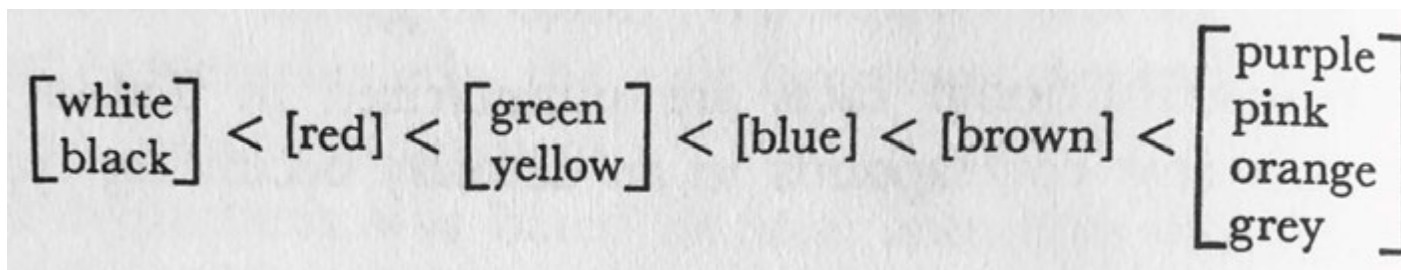 [white black] < [red] < [green yellow] < [blue] < [brown] < [purple pink orange grey]